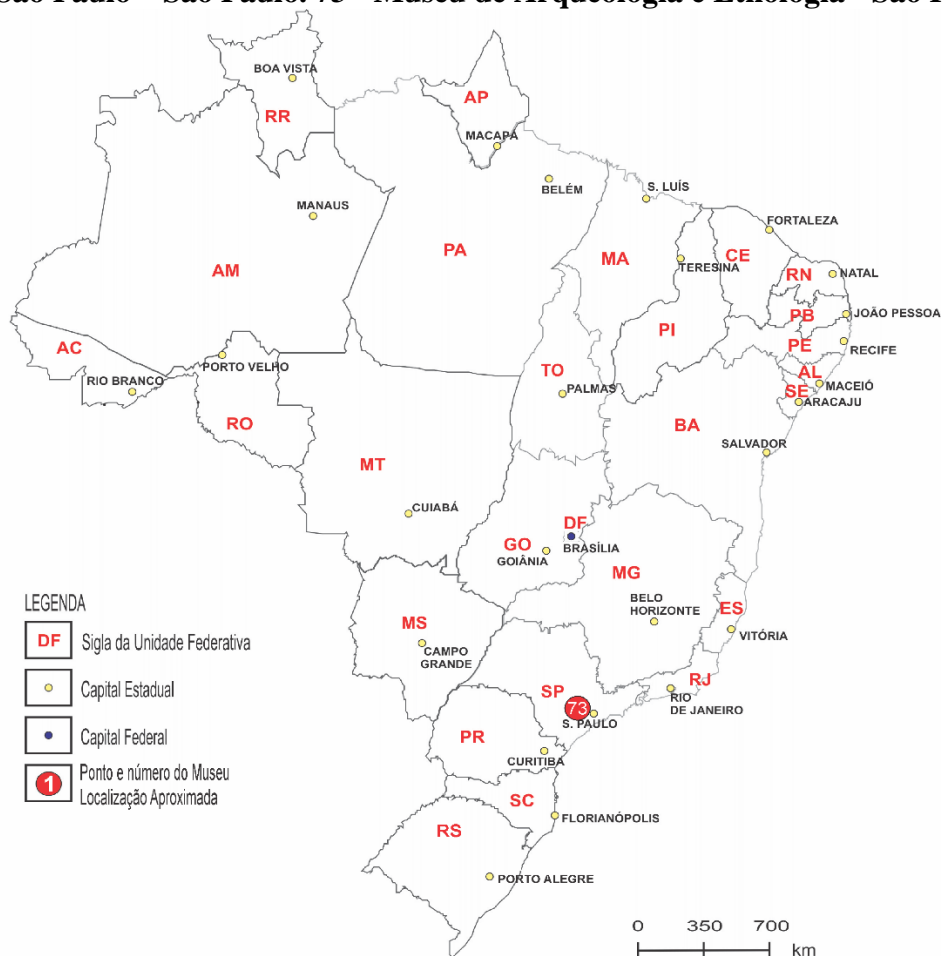 São Paulo – São Paulo. 73 - Museu de Arqueologia e Etnologia - São
BOA VISTA
RR
AP
MACAPÁ
BELÉM
S. LUÍS
MANAUS
FORTALEZA
PA
MA
TERESINA
CE
RN
NATAL
AM
PB
JOÃO PESSOA
PI
PE
RECIFE
AC
PORTO VELHO
TO
AL
RIO BRANCO
PALMAS
SE
MACEIÓ
ARACAJU
RO
BA
MT
SALVADOR
CUIABÁ
DF
GO
BRASÍLIA
GOIÂNIA
MG
LEGENDA
BELO
HORIZONTE
ES
DF Sigla da Unidade Federativa
MS
VITÓRIA
CAMPO
GRANDE
RJ
Capital Estadual
SP
RIO
DE JANEIRO
73
S. PAULO
Capital Federal
PR
CURITIBA
1 Ponto e número do Museu
Localização Aproximada
SC
FLORIANÓPOLIS
RS
PORTO ALEGRE
0 350 700
km